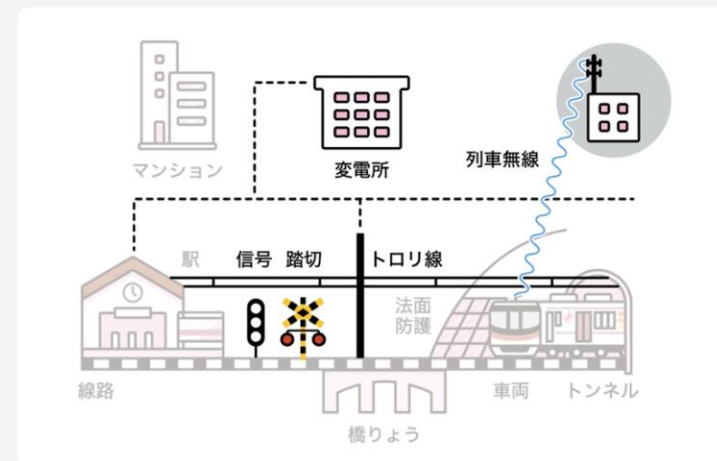 マンション
変電所
列車無線
駅
信号
踏切
トロリ線
法面
防護
線路
車両
トンネル
橋りょう